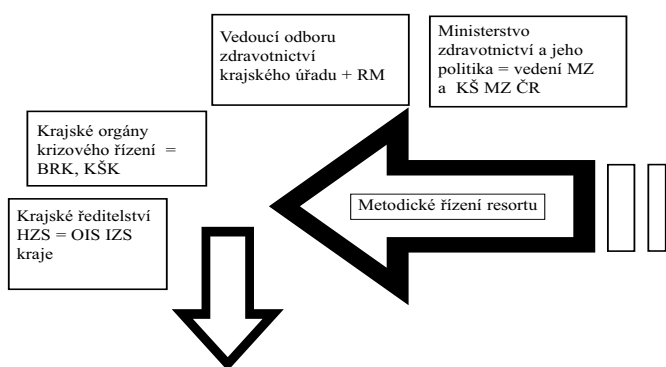 Vedoucí odboru
zdravotnictví
krajského úřadu + RM
Ministerstvo
zdravotnictví a jeho
politika = vedení MZ
a KŠ MZ ČR
Krajské orgány
krizového řízení =
BRK, KŠK
Metodické řízení resortu
Krajské ředitelství
HZS = OIS IZS
kraje